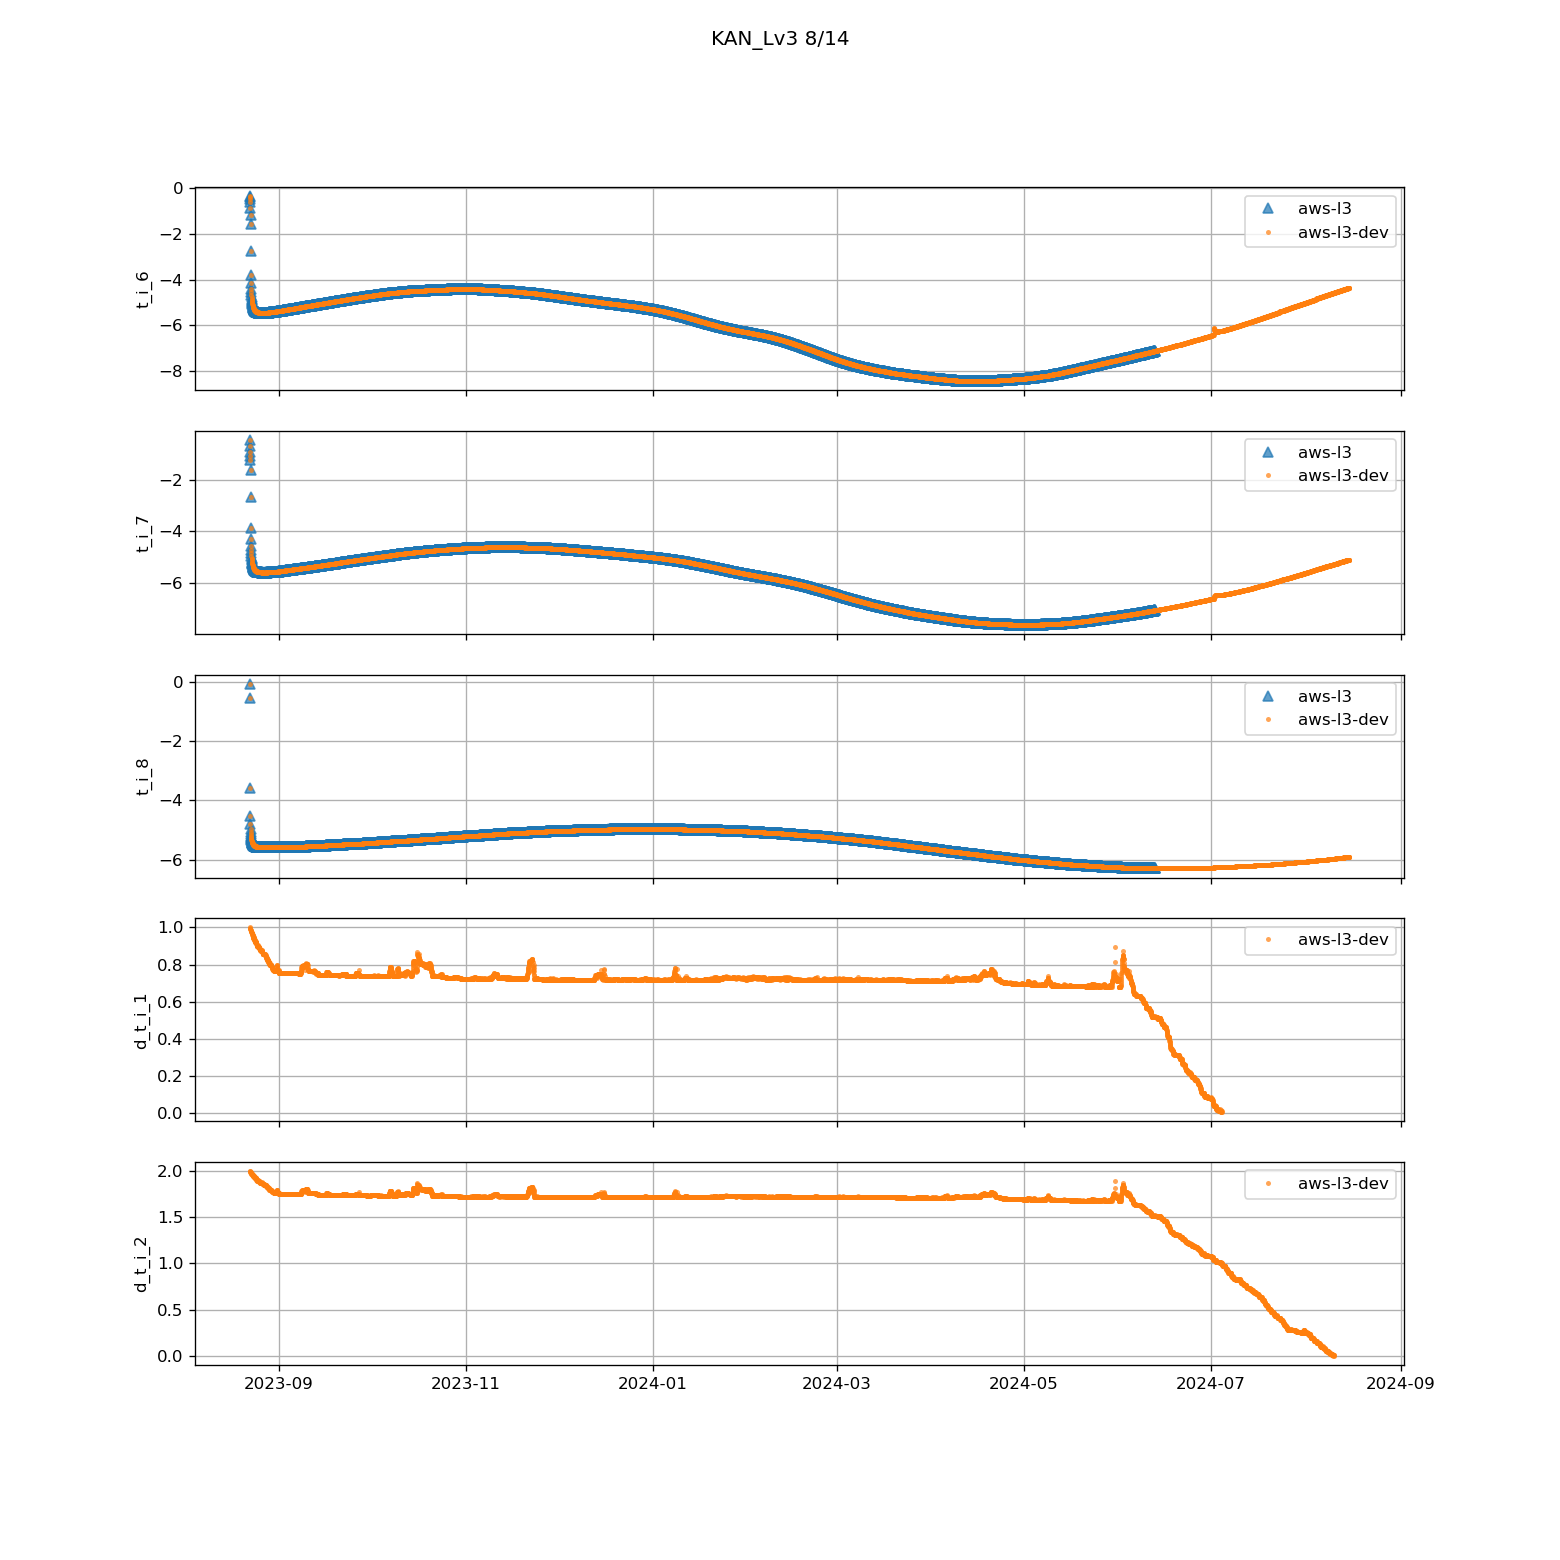 KAN_Lv3 8/14
t_i_6
0
−2
−4
−6
−8
aws-l3
aws-l3-dev
t_i_7
−2
−4
−6
aws-l3
aws-l3-dev
t_i_8
0
−2
−4
−6
aws-l3
aws-l3-dev
d_t_i_1
1.0
0.8
0.6
0.4
0.2
0.0
aws-l3-dev
d_t_i_2
2.0
1.5
1.0
0.5
0.0
aws-l3-dev
2023-09 2023-11 2024-01 2024-03 2024-05 2024-07 2024-09